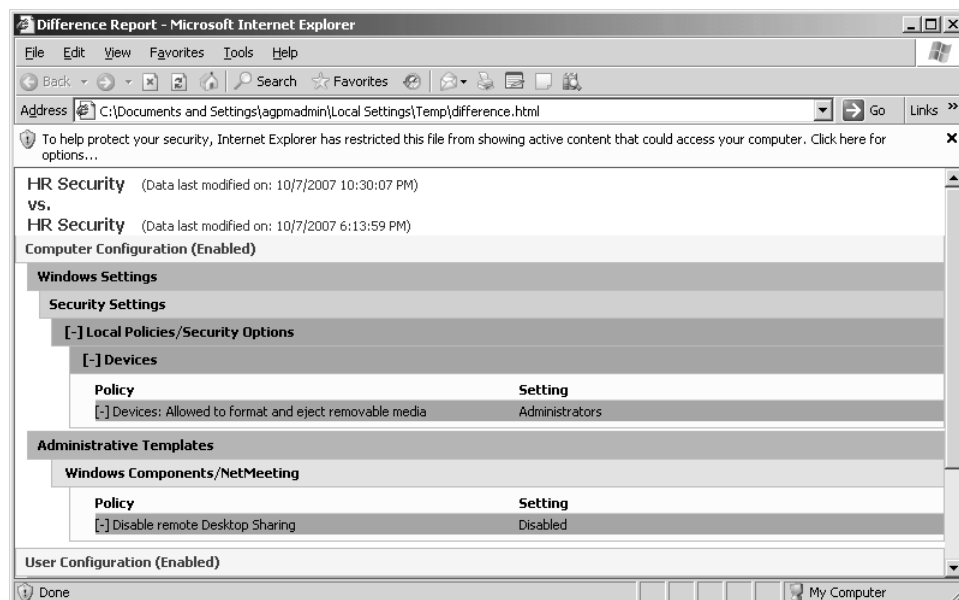 Difference Report - Microsoft Internet Explorer
File Edit View Favorites Tools Help
Back Search Favorites
Address C:\Documents and Settings\agpmadmin\Local Settings\Temp\difference.html Go Links »
To help protect your security, Internet Explorer has restricted this file from showing active content that could access your computer. Click here for
options...
HR Security (Data last modified on: 10/7/2007 10:30:07 PM)
vs.
HR Security (Data last modified on: 10/7/2007 6:13:59 PM)
Computer Configuration (Enabled)
Windows Settings
Security Settings
[-] Local Policies/Security Options
[-] Devices
Policy Setting
[-] Devices: Allowed to format and eject removable media Administrators
Administrative Templates
Windows Components/NetMeeting
Policy Setting
[-] Disable remote Desktop Sharing Disabled
User Configuration (Enabled)
Done My Computer